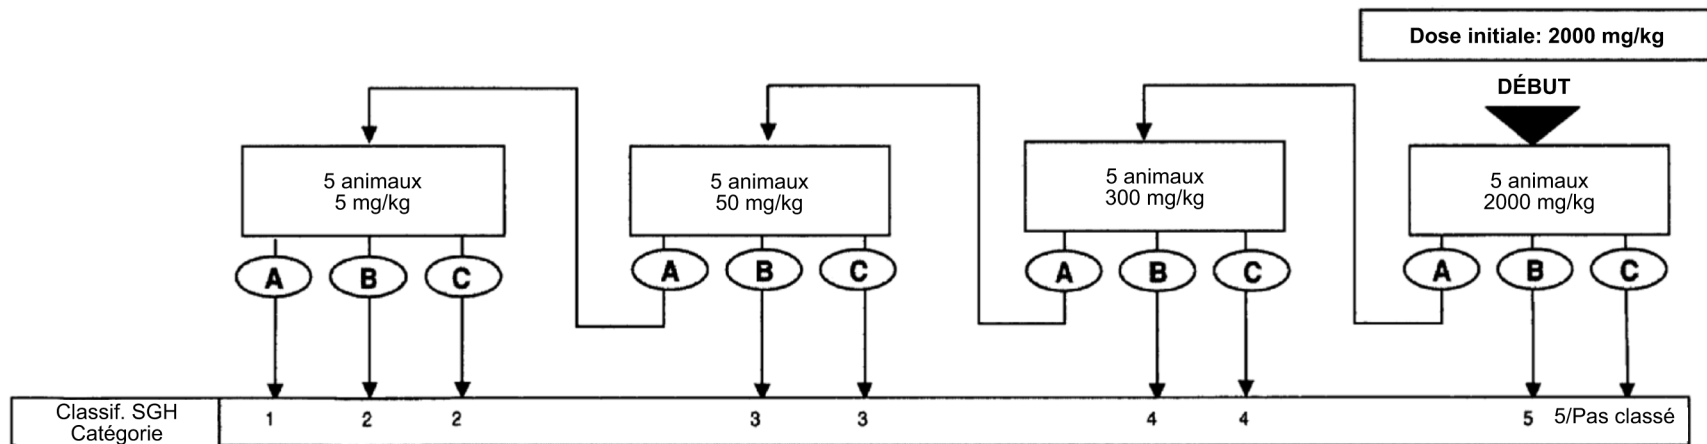 Dose initiale: 2000 mg/kg
DÉBUT
5 animaux
5 mg/kg
5 animaux
50 mg/kg
5 animaux
300 mg/kg
5 animaux
2000 mg/kg
A B C A B C A B C A B C
Classif. SGH
Catégorie
1 2 2 3 3 4 4 5 5/Pas classé